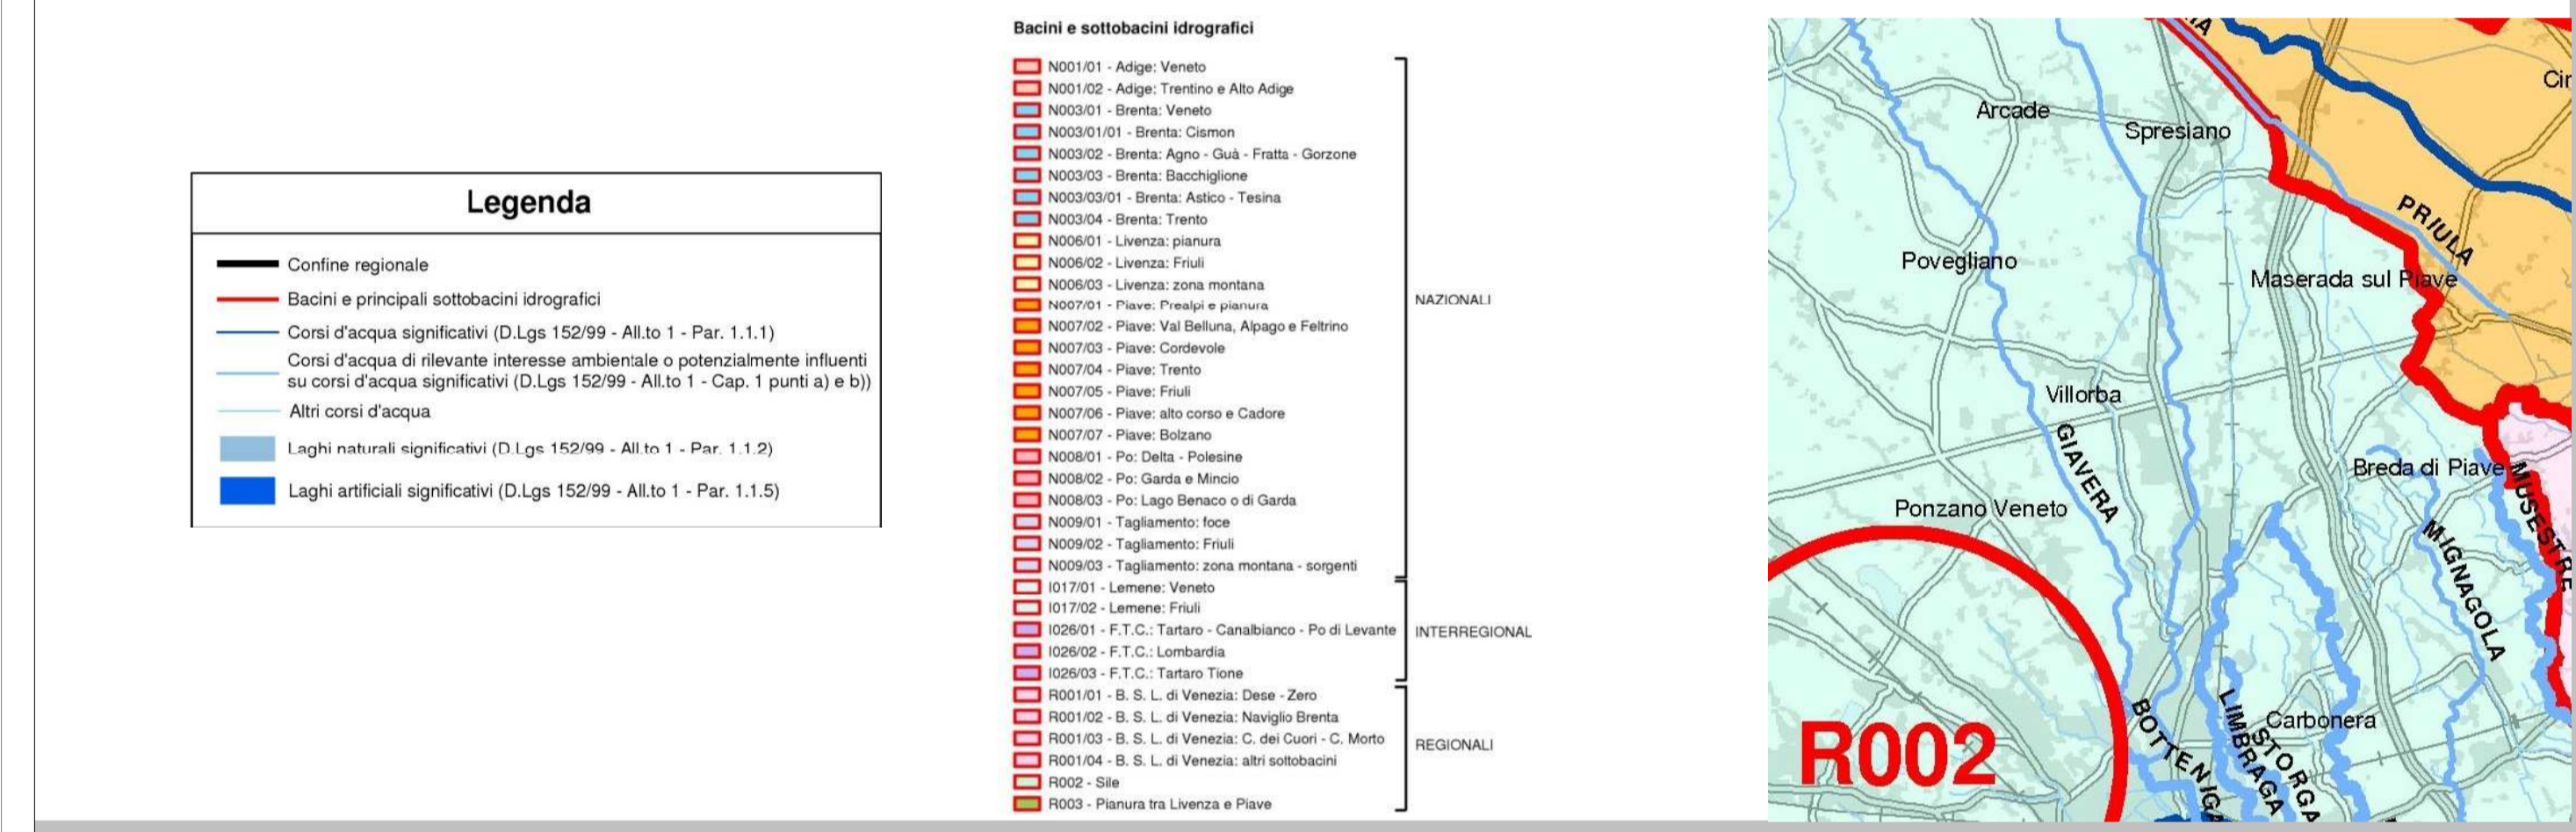 Legenda
Confine regionale
Bacini e principali sottobacini idrografici
Corsi d'acqua significativi (D.Lgs 152/99 - All.to 1 - Par. 1.1.1)
Corsi d'acqua di rilevante interesse ambientale o potenzialmente influenti
su corsi d'acqua significativi (D.Lgs 152/99 - All.to 1 - Cap. 1 punti a) e b))
Altri corsi d'acqua
Laghi naturali significativi (D.Lgs 152/99 - All.to 1 - Par. 1.1.2)
Laghi artificiali significativi (D.Lgs 152/99 - All.to 1 - Par. 1.1.5)
Bacini e sottobacini idrografici
N001/01 - Adige: Veneto
N001/02 - Adige: Trentino e Alto Adige
N003/01 - Brenta: Veneto
N003/01/01 - Brenta: Cismon
N003/02 - Brenta: Agno - Guà - Fratta - Gorzone
N003/03 - Brenta: Bacchiglione
N003/03/01 - Brenta: Astico - Tesina
N003/04 - Brenta: Trento
N006/01 - Livenza: pianura
N006/02 - Livenza: Friuli
N006/03 - Livenza: zona montana
N007/01 - Piave: Prealpi e pianura
N007/02 - Piave: Val Belluna, Alpago e Feltrino
N007/03 - Piave: Cordevole
N007/04 - Piave: Trento
N007/05 - Piave: Friuli
N007/06 - Piave: alto corso e Cadore
N007/07 - Piave: Bolzano
N008/01 - Po: Delta - Polesine
N008/02 - Po: Garda e Mincio
N008/03 - Po: Lago Benaco o di Garda
N009/01 - Tagliamento: foce
N009/02 - Tagliamento: Friuli
N009/03 - Tagliamento: zona montana - sorgenti
NAZIONALI
I017/01 - Lemene: Veneto
I017/02 - Lemene: Friuli
I026/01 - F.T.C.: Tartaro - Canalbianco - Po di Levante
I026/02 - F.T.C.: Lombardia
I026/03 - F.T.C.: Tartaro Tione
INTERREGIONAL
R001/01 - B. S. L. di Venezia: Dese - Zero
R001/02 - B. S. L. di Venezia: Naviglio Brenta
R001/03 - B. S. L. di Venezia: C. dei Cuori - C. Morto
R001/04 - B. S. L. di Venezia: altri sottobacini
R002 - Sile
R003 - Pianura tra Livenza e Piave
REGIONALI
Arcade
Spresiano
PRIULA
Povegliano
Maserada sul Piave
Villorba
GIAVERA
Breda di Piave
MUSESTRE
Ponzano Veneto
MIGNAGOLA
Carbonera
R002
BOTTENIGA
LIMBRAGA
STORGA